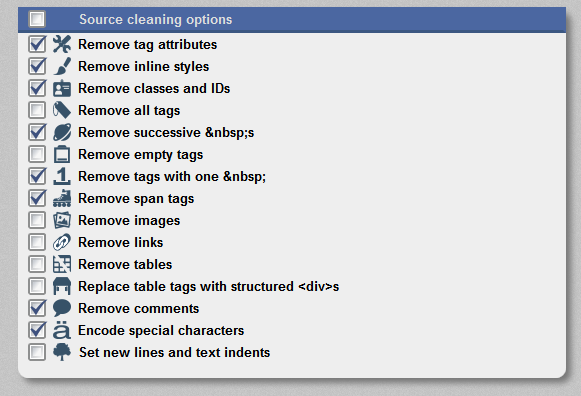 Source cleaning options
Remove tag attributes
Remove inline styles
Remove classes and IDs
Remove all tags
Remove successive &nbsp;s
Remove empty tags
Remove tags with one &nbsp;
Remove span tags
Remove images
Remove links
Remove tables
Replace table tags with structured <div>s
Remove comments
Encode special characters
Set new lines and text indents